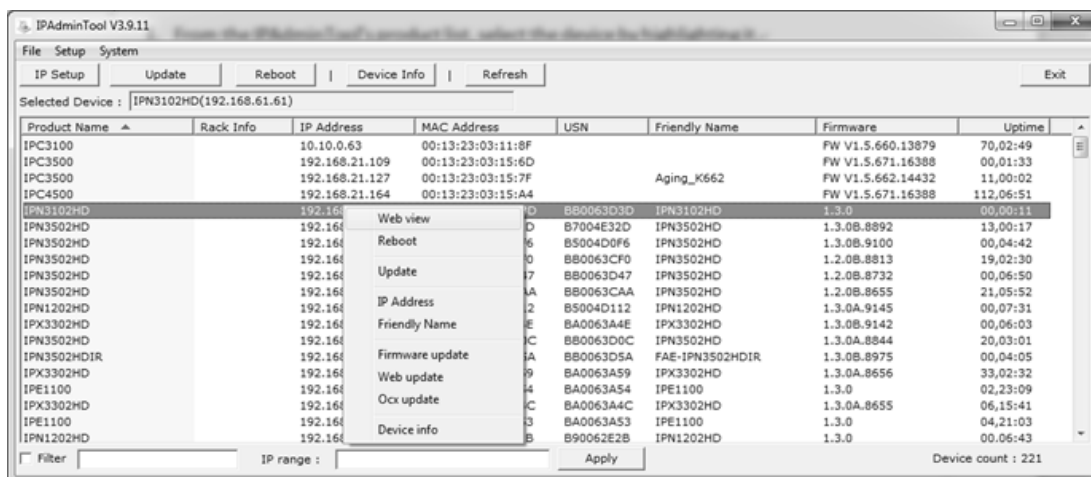 IPAdminTool V3.9.11
File Setup System
IP Setup Update Reboot | Device Info | Refresh Exit
Selected Device : IPN3102HD(192.168.61.61)
Product Name Rack Info IP Address MAC Address USN Friendly Name Firmware Uptime
IPC3100 10.10.0.63 00:13:23:03:11:8F FW V1.5.660.13879 70,02:49
IPC3500 192.168.21.109 00:13:23:03:15:6D FW V1.5.671.16388 00,01:33
IPC3500 192.168.21.127 00:13:23:03:15:7F Aging_K662 FW V1.5.662.14432 11,00:02
IPC4500 192.168.21.164 00:13:23:03:15:A4 FW V1.5.671.16388 112,06:51
IPN3102HD BB0063D3D IPN3102HD 1.3.0 00,00:11
IPN3502HD B7004E32D IPN3502HD 1.3.0B.8892 13,00:17
IPN3502HD B5004D0F6 IPN3502HD 1.3.0B.9100 00,04:42
IPN3502HD BB0063CF0 IPN3502HD 1.2.0B.8813 19,02:30
IPN3502HD BB0063D47 IPN3502HD 1.2.0B.8732 00,06:50
IPN3502HD BB0063CAA IPN3502HD 1.2.0B.8655 21,05:52
IPN1202HD B5004D112 IPN1202HD 1.3.0A.9145 00,07:31
IPX3302HD BA0063A4E IPX3302HD 1.3.0B.9142 00,06:03
IPN3502HD BB0063D0C IPN3502HD 1.3.0A.8844 20,03:01
IPN3502HDIR BB0063D5A FAE-IPN3502HDIR 1.3.0B.8975 00,04:05
IPX3302HD BA0063A59 IPX3302HD 1.3.0A.8656 33,02:32
IPE1100 BA0063A54 IPE1100 1.3.0 02,23:09
IPX3302HD BA0063A4C IPX3302HD 1.3.0A.8655 06,15:41
IPE1100 BA0063A53 IPE1100 1.3.0 04,21:03
IPN1202HD B90062E2B IPN1202HD 1.3.0 00.06:43
Web view
Reboot
Update
IP Address
Friendly Name
Firmware update
Web update
Ocx update
Device info
Filter IP range : Apply Device count : 221